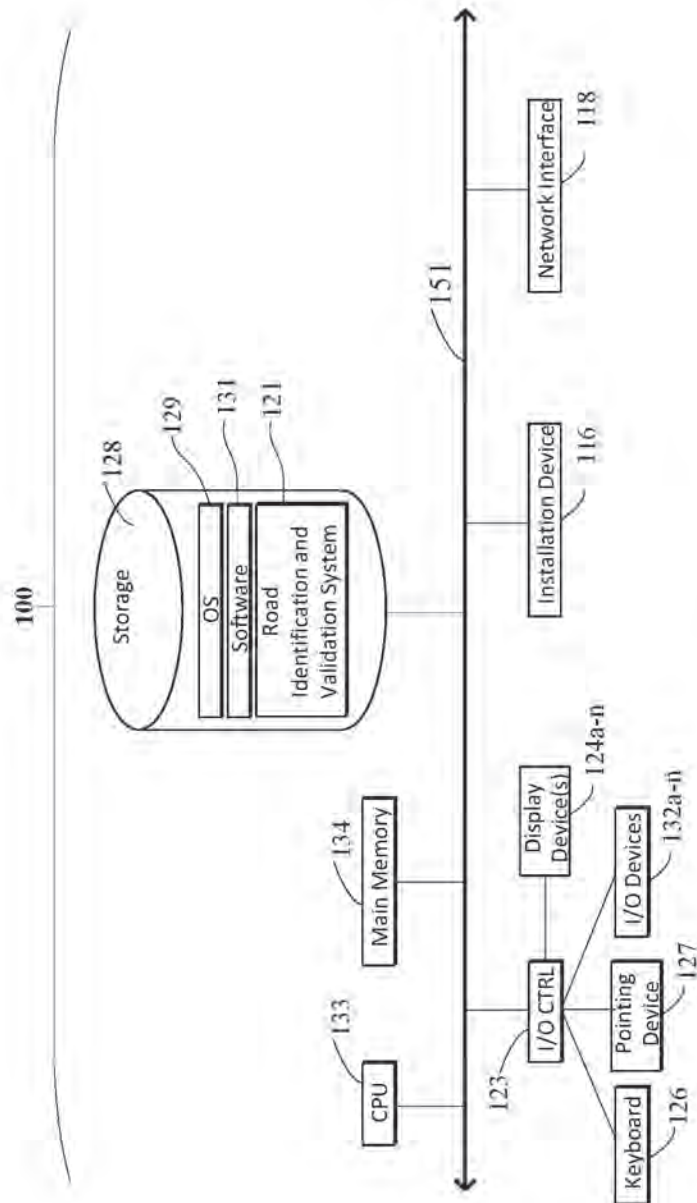 100
Storage
128
OS
129
Software
131
Road
Identification and
Validation System
121
CPU
133
Main Memory
134
151
I/O CTRL
123
Display
Device(s)
124a-n
Keyboard
126
Pointing
Device
127
I/O Devices
132a-n
Installation Device
116
Network Interface
118